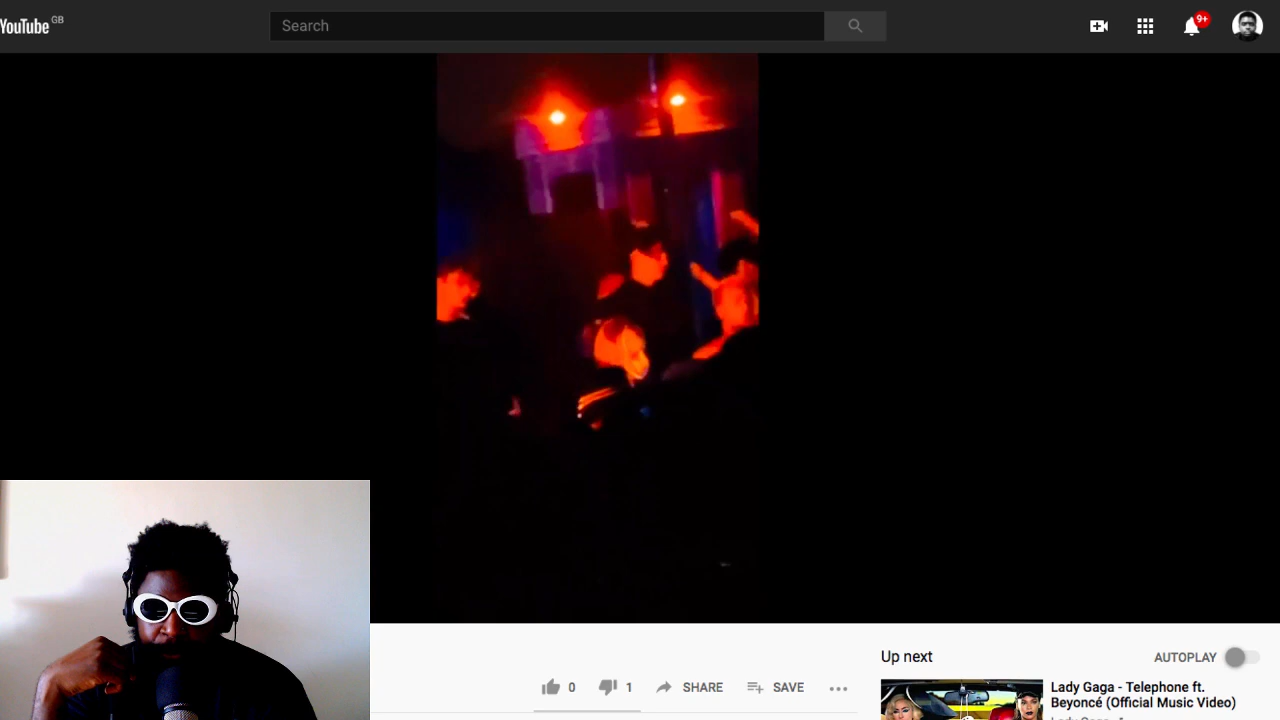 YouTube GB
Search
9+
0
1
SHARE
SAVE
Up next
AUTOPLAY
Lady Gaga - Telephone ft.
Beyoncé (Official Music Video)